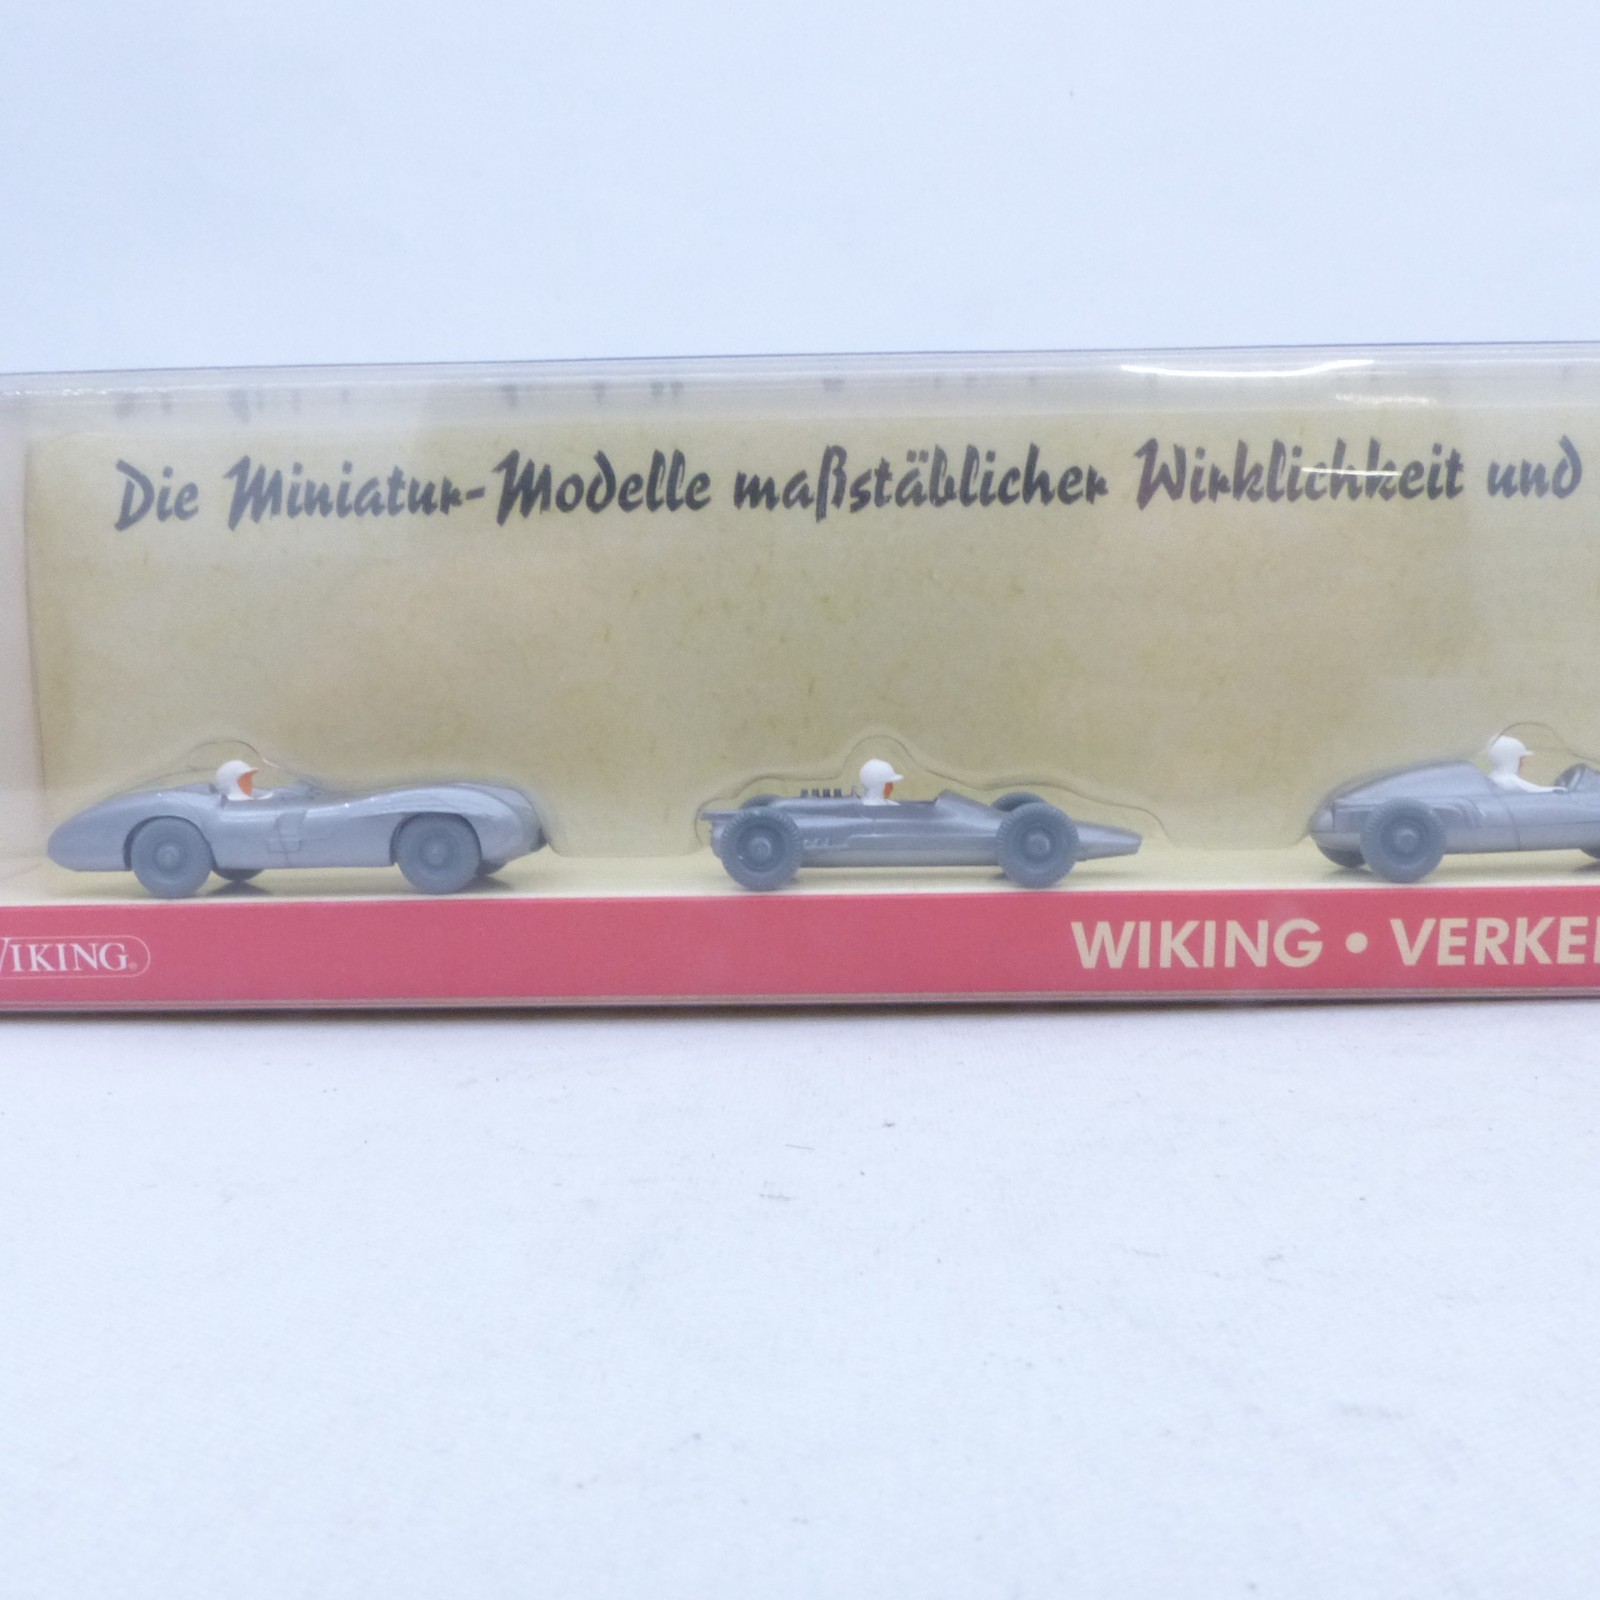 Die Miniatur-Modelle maßstäblicher Wirklichkeit und
WIKING
WIKING • VERKE